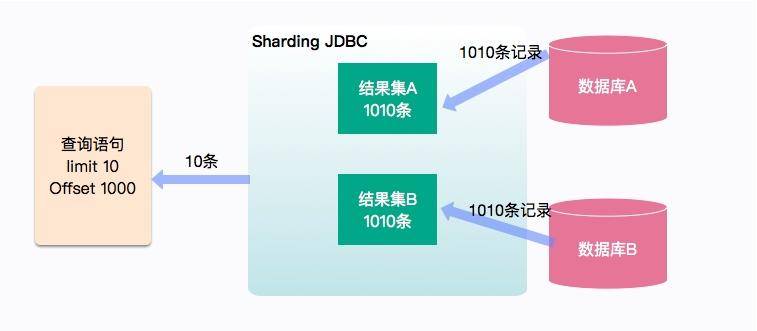 Sharding JDBC
1010条记录
结果集A
1010条
数据库A
查询语句
limit 10
Offset 1000
10条
结果集B
1010条
1010条记录
数据库B